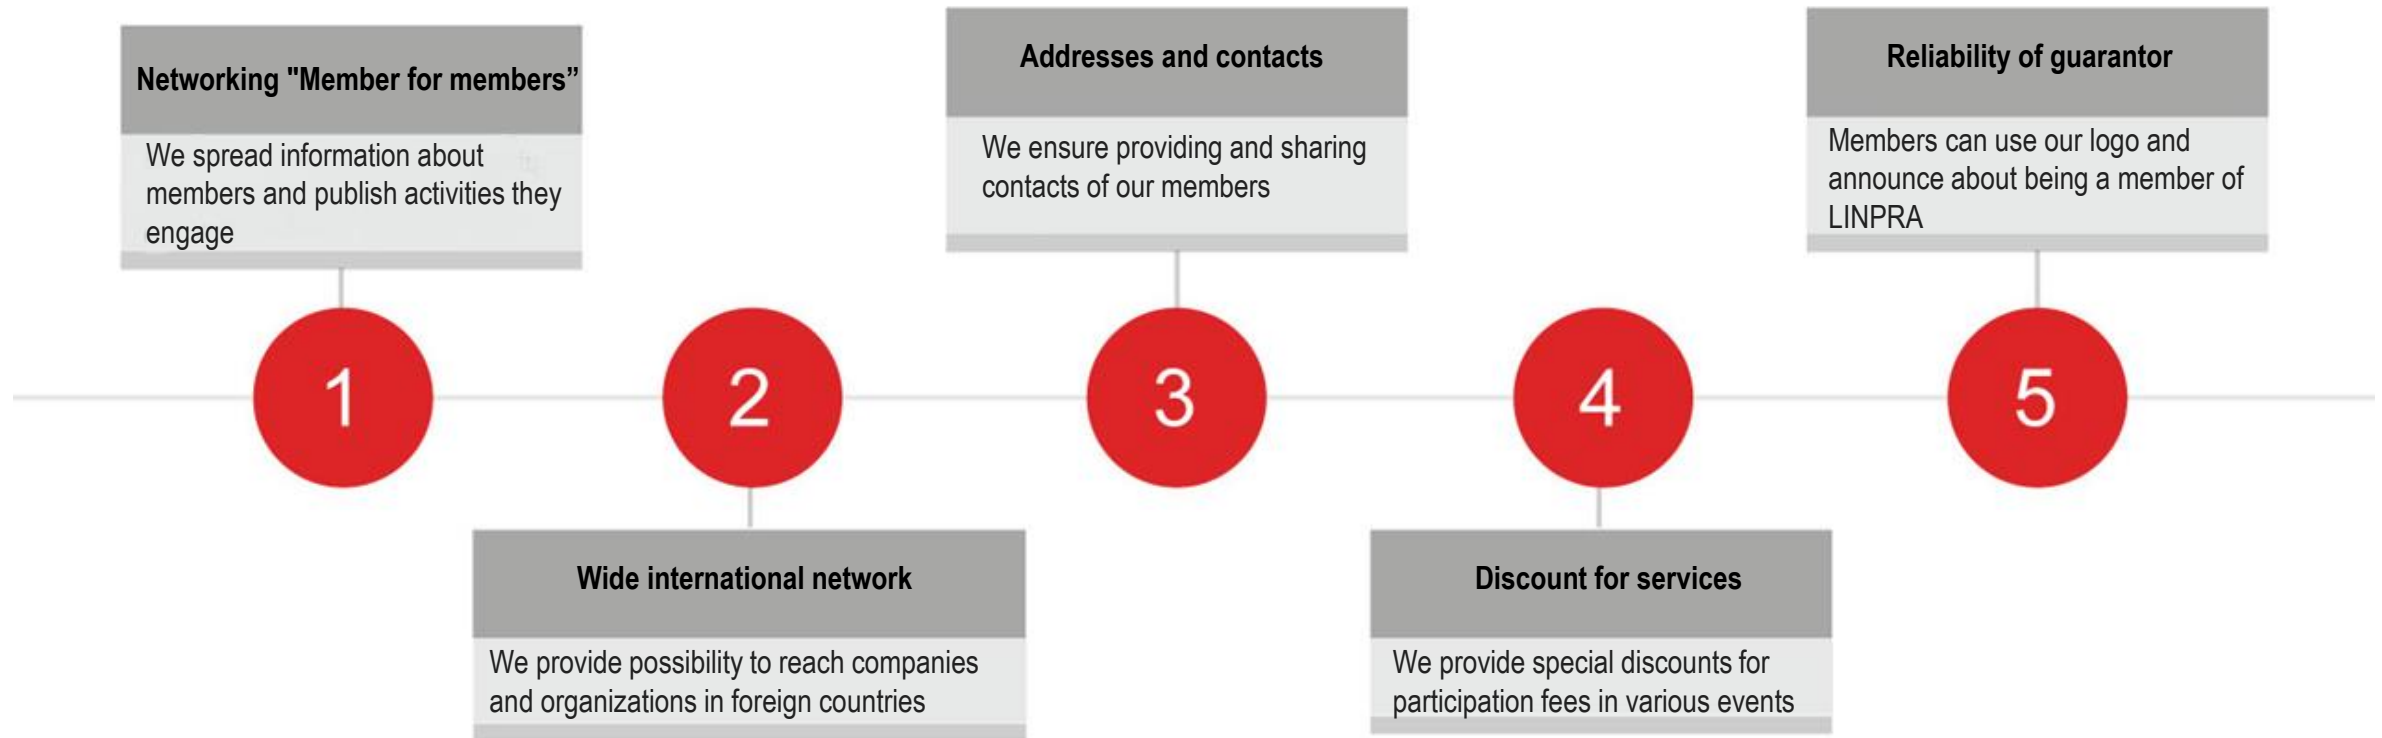 Networking "Member for members”
We spread information about
members and publish activities they
engage
Addresses and contacts
We ensure providing and sharing
contacts of our members
Reliability of guarantor
Members can use our logo and
announce about being a member of
LINPRA
1
2
3
4
5
Wide international network
We provide possibility to reach companies
and organizations in foreign countries
Discount for services
We provide special discounts for
participation fees in various events